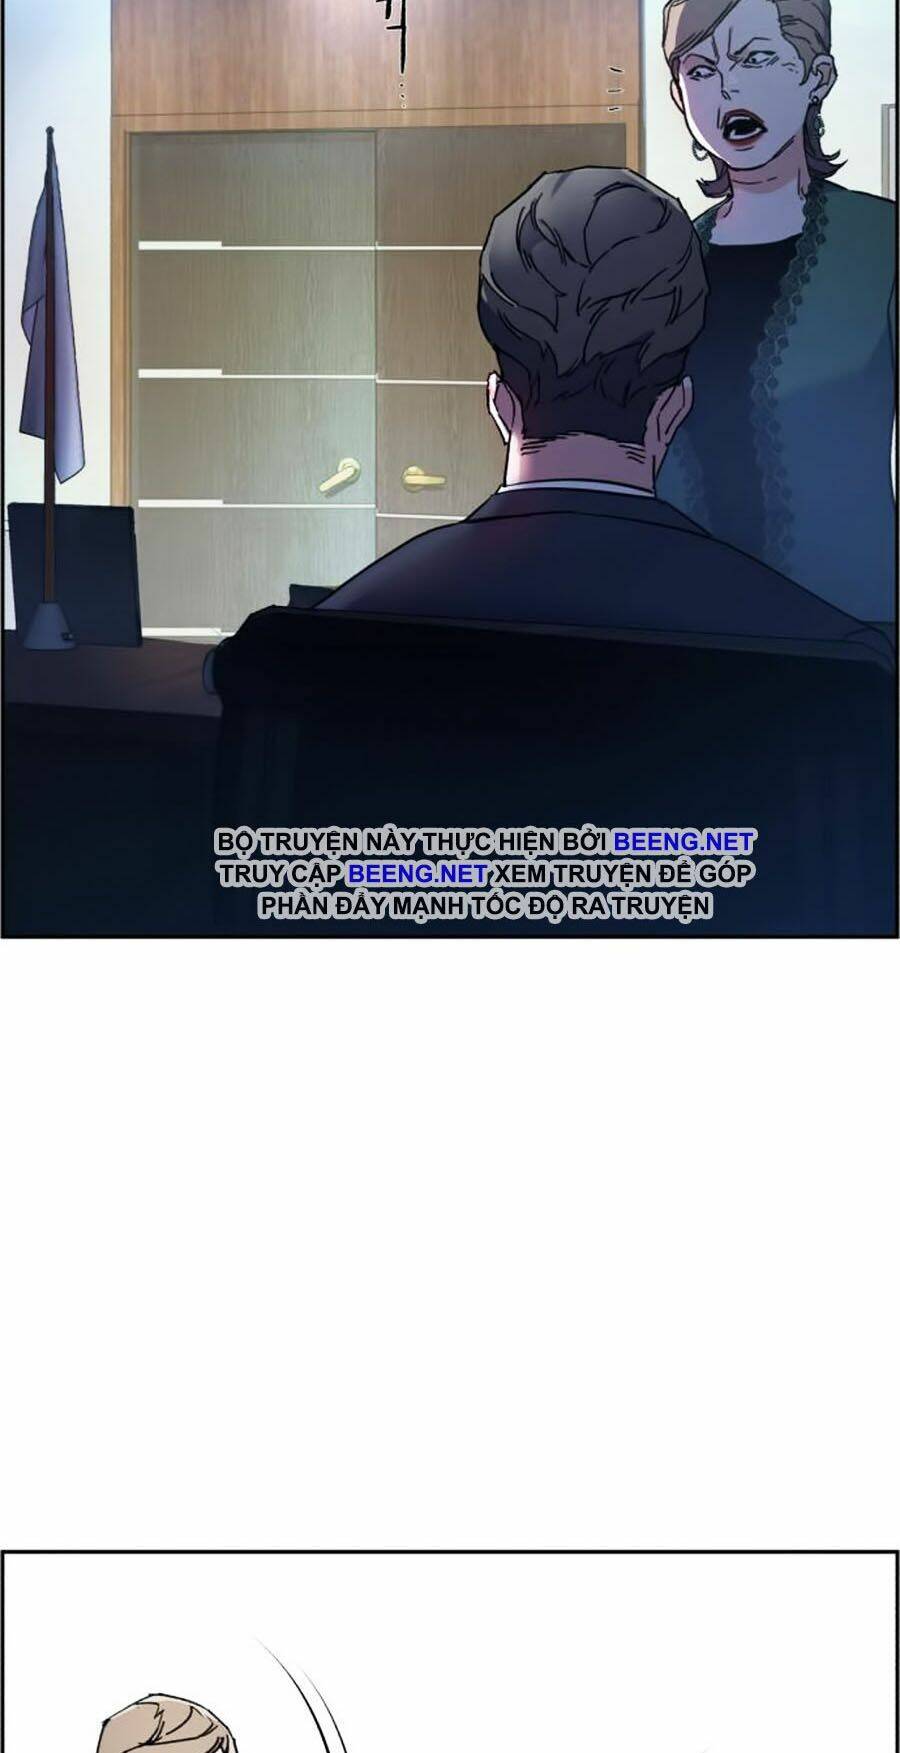 BỘ TRUYỆN NÀY THỰC HIỆN BỞI BEENG.NET
TRUY CẬP BEENG.NET XEM TRUYỆN ĐỂ GÓP
PHẦN ĐẨY MẠNH TỐC ĐỘ RA TRUYỆN